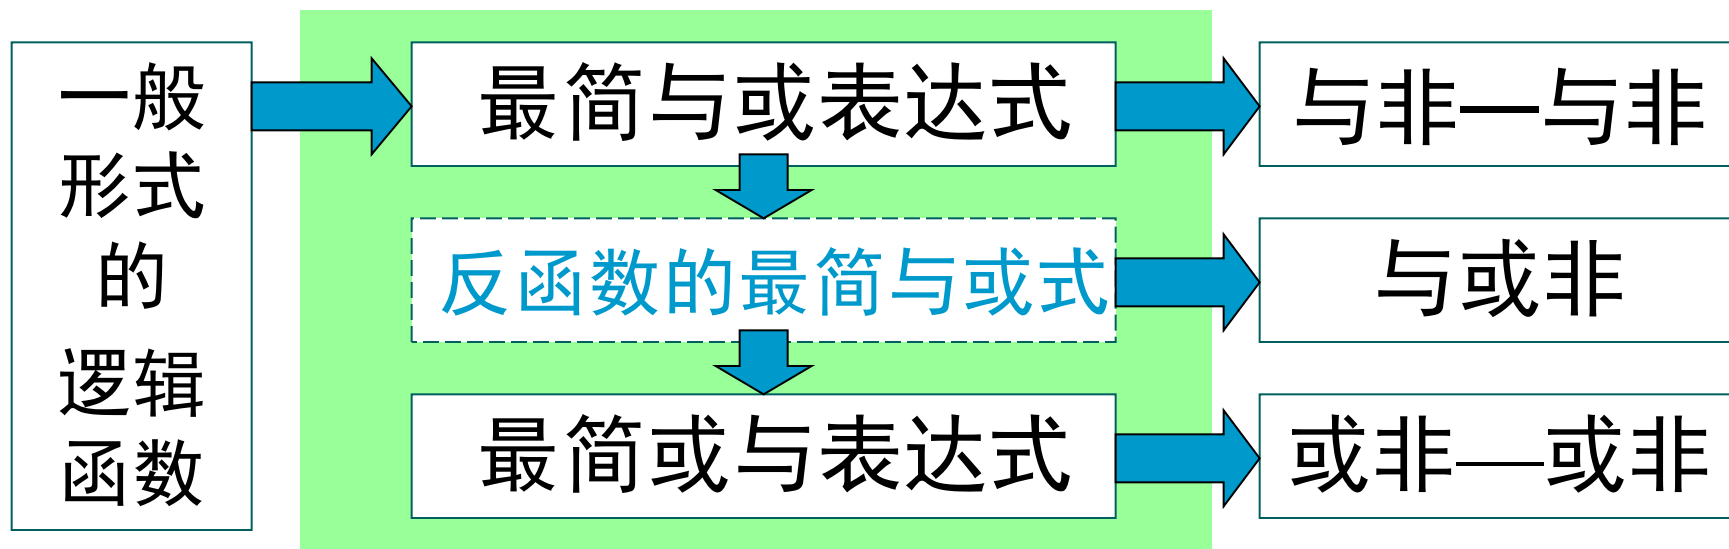 一般
形式
的
逻辑
函数
最简与或表达式
与非—与非
反函数的最简与或式
与或非
最简或与表达式
或非—或非